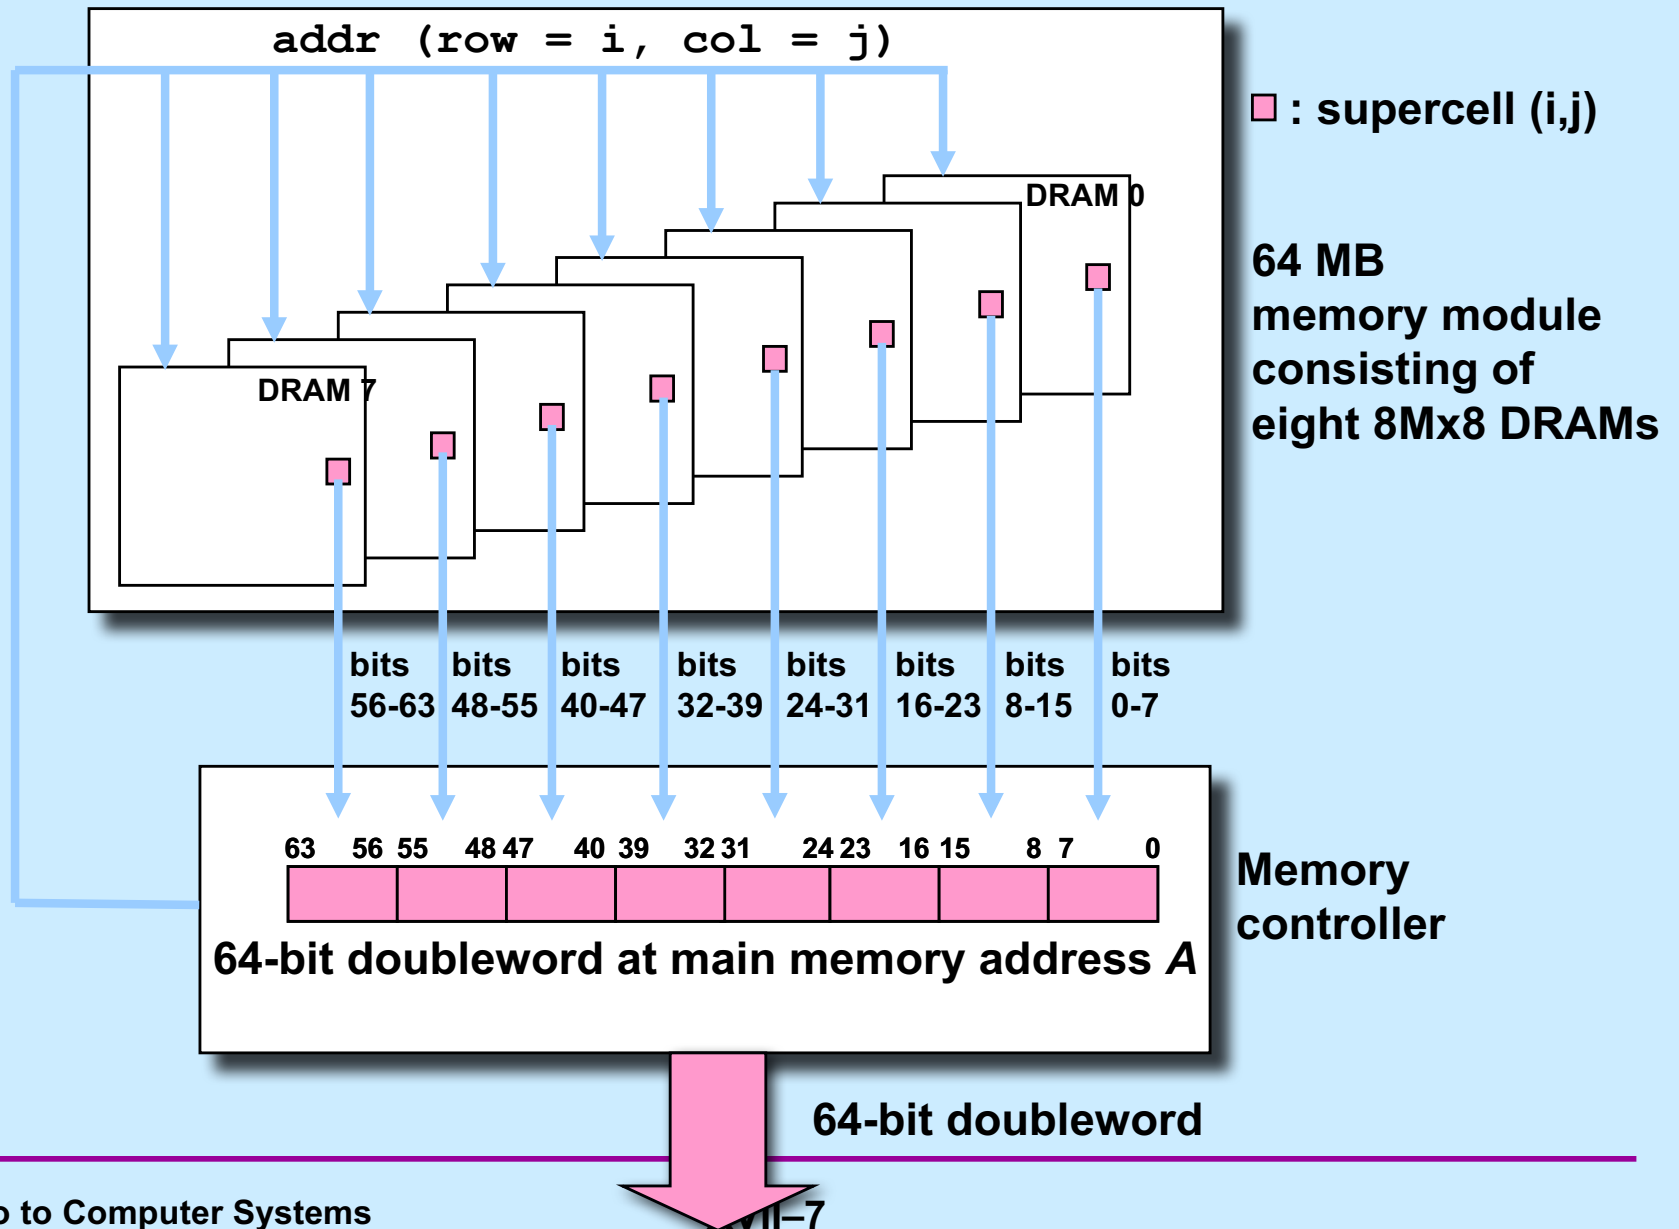 addr (row = i, col = j)
: supercell (i,j)
DRAM 0
64 MB
memory module
consisting of
eight 8Mx8 DRAMs
DRAM 7
bits bits bits bits bits bits bits bits
56-63 48-55 40-47 32-39 24-31 16-23 8-15 0-7
63 56 55 48 47 40 39 32 31 24 23 16 15 8 7 0
Memory
controller
64-bit doubleword at main memory address A
64-bit doubleword
to Computer Systems
–7